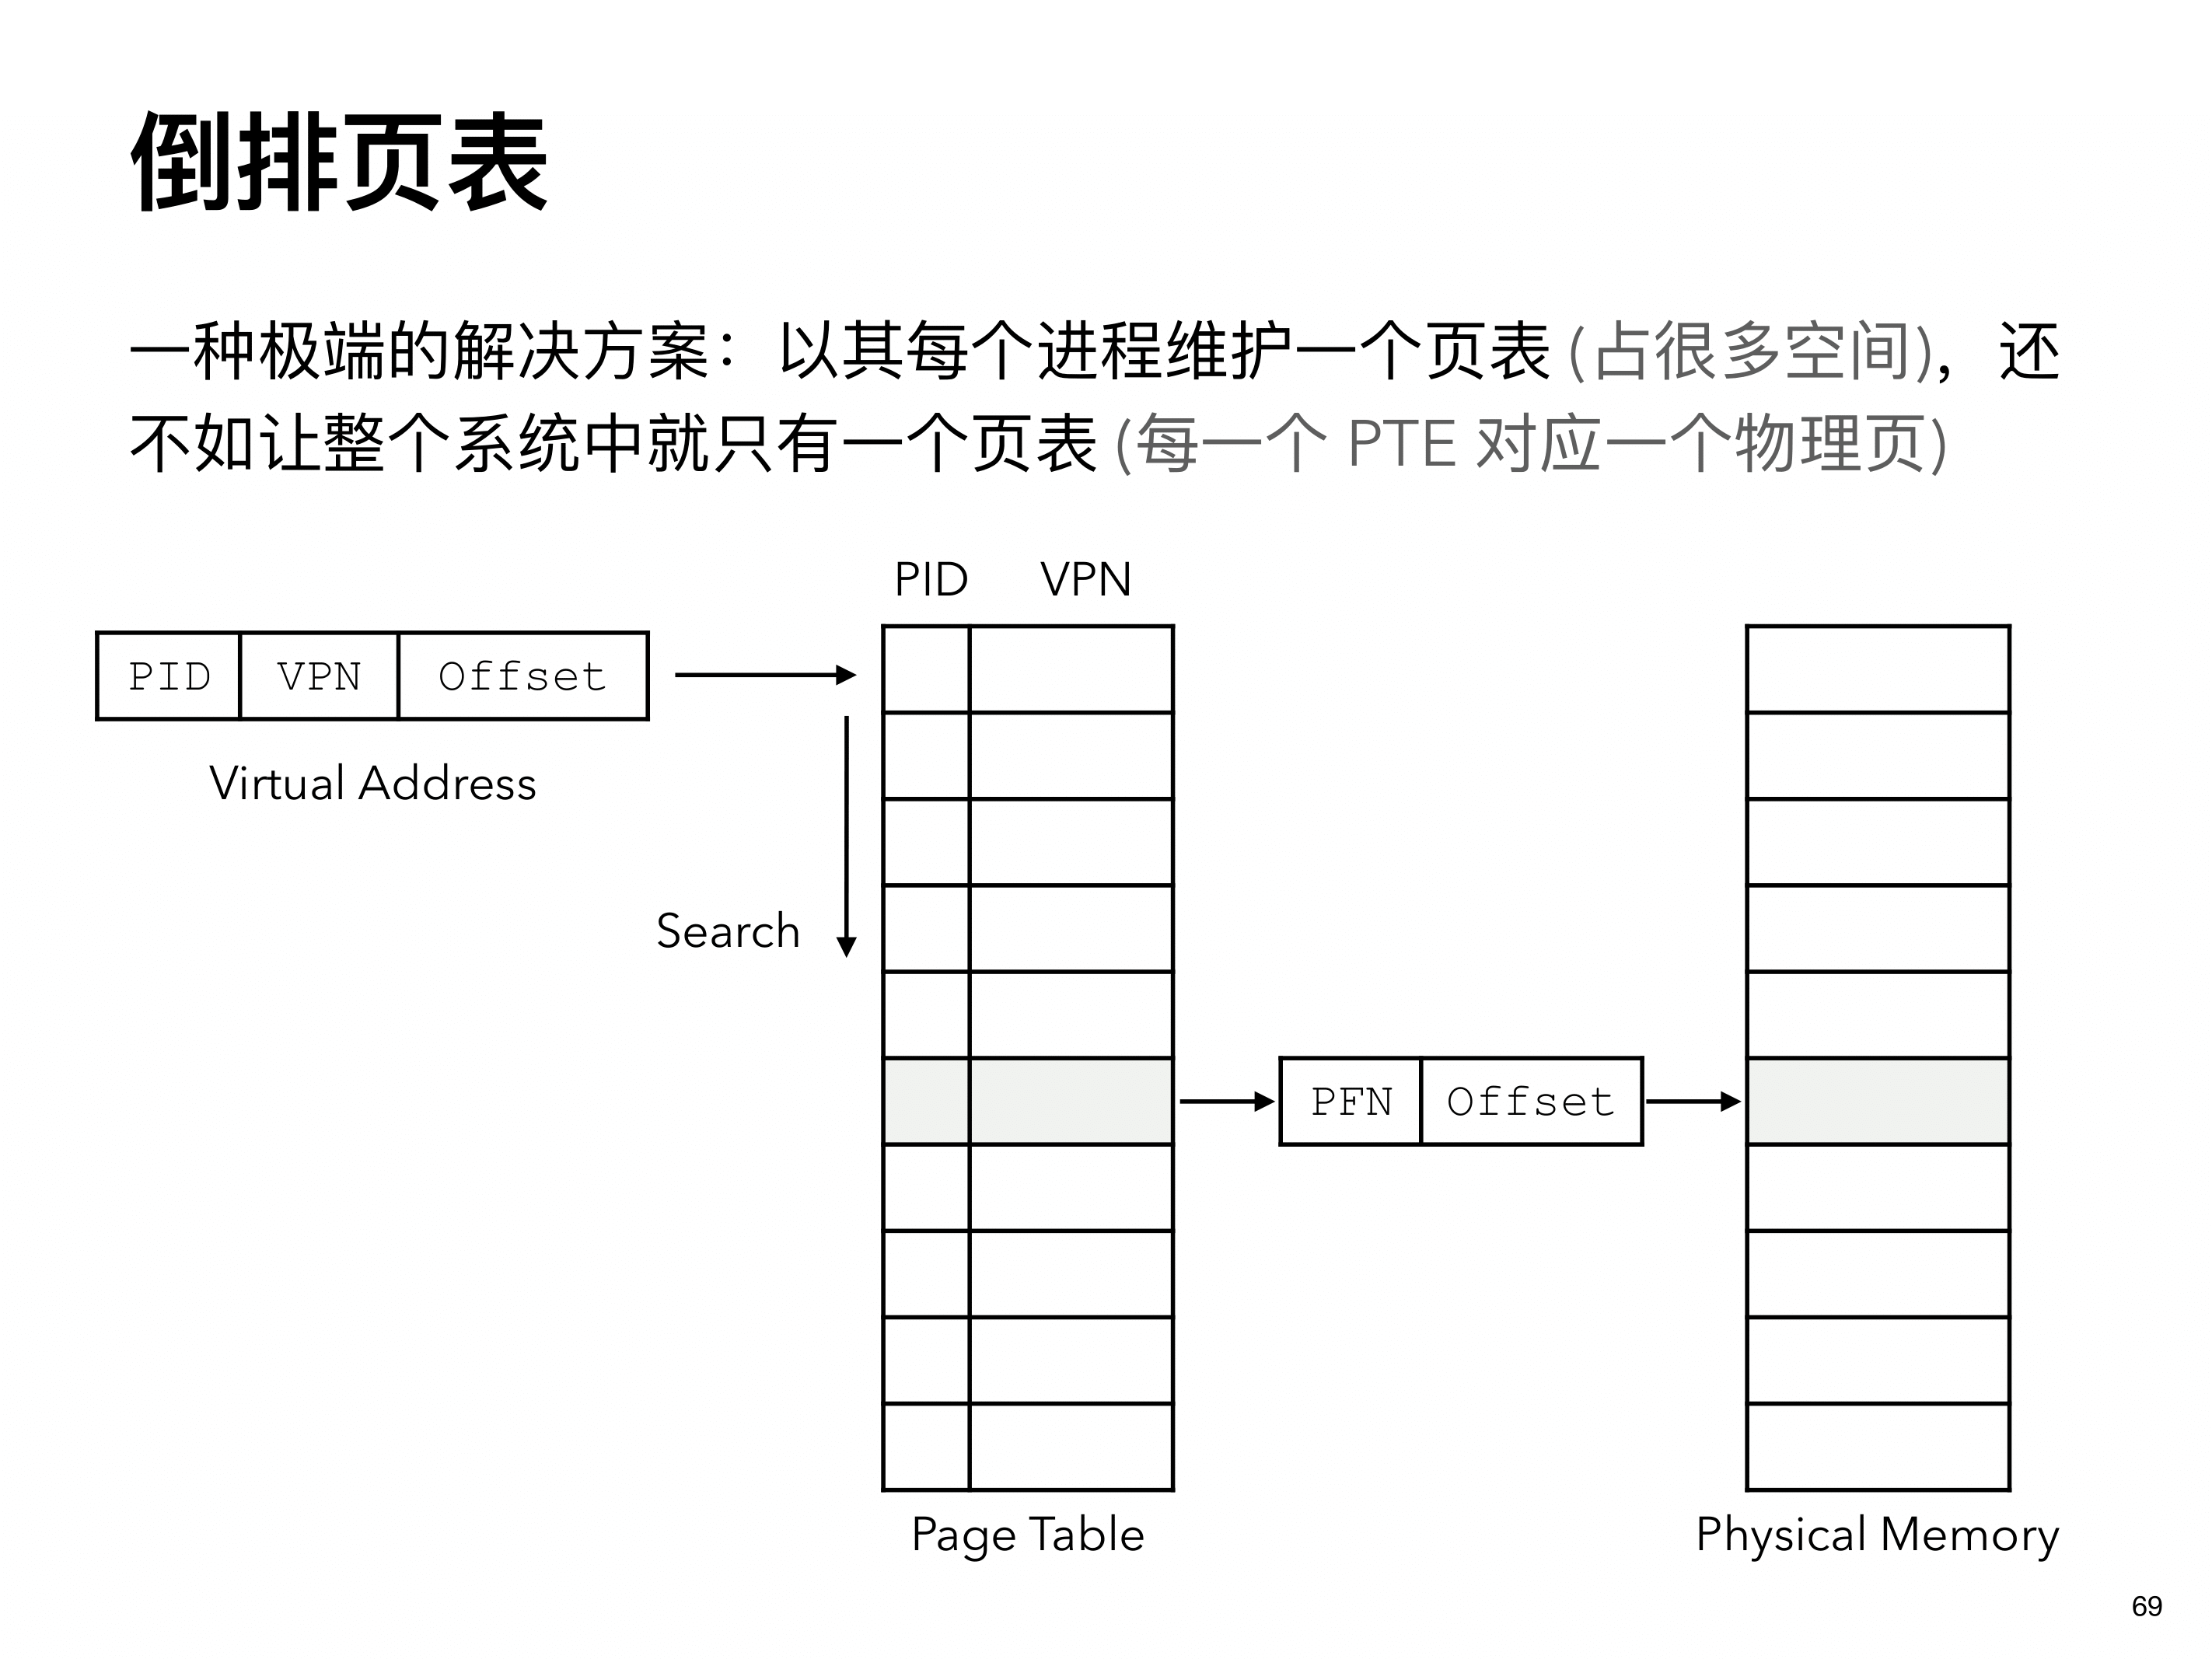 倒排页表
一种极端的解决方案：以其每个进程维护一个页表 (占很多空间)，还
不如让整个系统中就只有一个页表 (每一个 PTE 对应一个物理页)
PID VPN
PID VPN Offset
Virtual Address
Search
PFN Offset
Page Table
Physical Memory
69